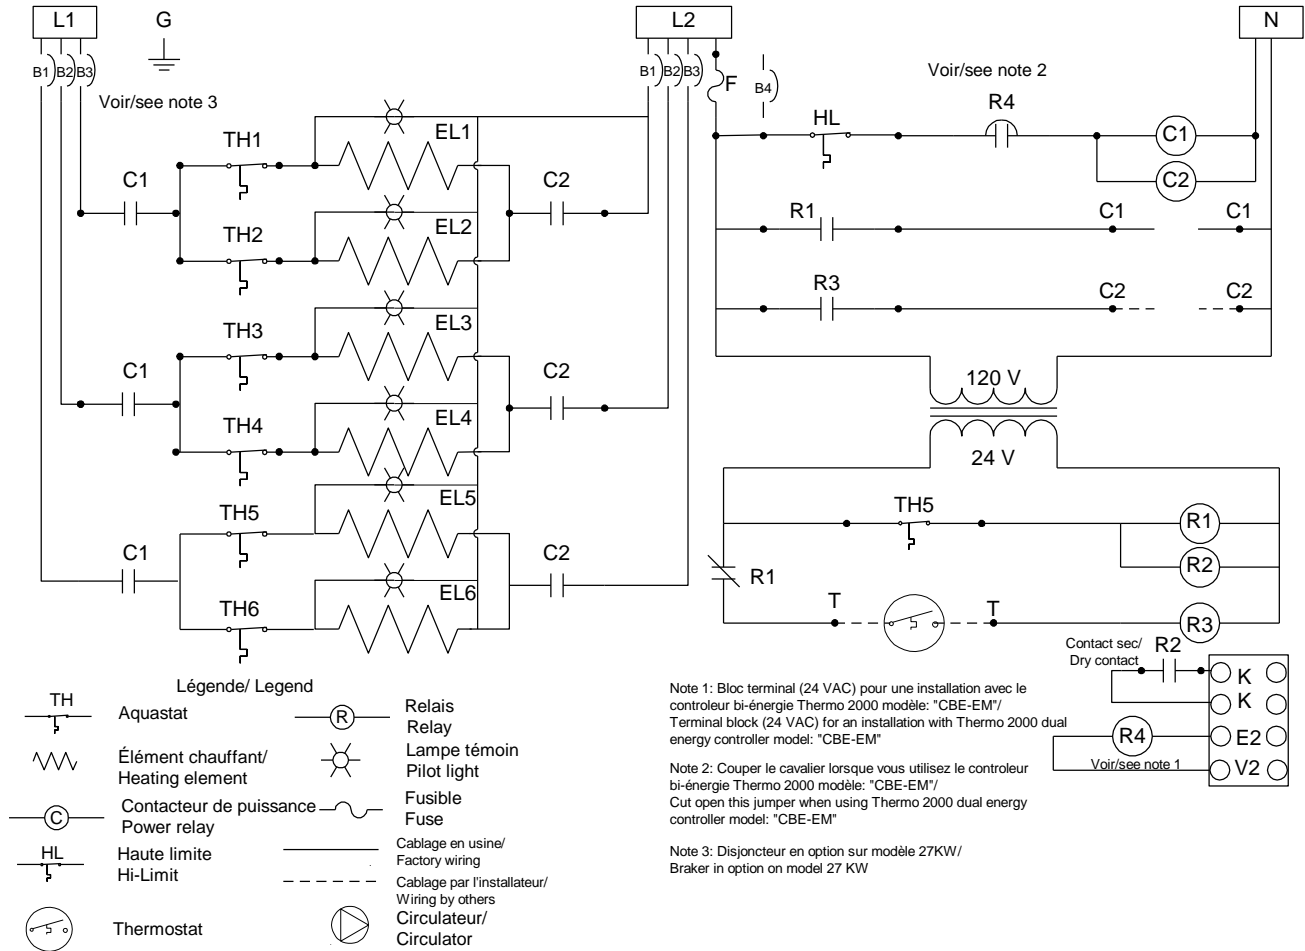 L1
G
L2
N
B1
B2
B3
B1
B2
B3
F
B4
Voir/see note 3
Voir/see note 2
HL
R4
C1
C2
TH1
EL1
C1
C2
TH2
EL2
R1
C1
C1
R3
C2
C2
TH3
EL3
C1
C2
TH4
EL4
120 V
24 V
TH5
EL5
C1
C2
TH6
EL6
TH5
R1
R2
R1
T
T
R3
Contact sec/
Dry contact
R2
K
K
R4
E2
Voir/see note 1
V2
Légende/ Legend
TH
Aquastat
Élément chauffant/
Heating element
C
Contacteur de puissance
Power relay
HL
Haute limite
Hi-Limit
Thermostat
R
Relais
Relay
Lampe témoin
Pilot light
Fusible
Fuse
Cablage en usine/
Factory wiring
Cablage par l'installateur/
Wiring by others
Circulateur/
Circulator
Note 1: Bloc terminal (24 VAC) pour une installation avec le
controleur bi-énergie Thermo 2000 modèle: "CBE-EM"/
Terminal block (24 VAC) for an installation with Thermo 2000 dual
energy controller model: "CBE-EM"
Note 2: Couper le cavalier lorsque vous utilisez le controleur
bi-énergie Thermo 2000 modèle: "CBE-EM"/
Cut open this jumper when using Thermo 2000 dual energy
controller model: "CBE-EM"
Note 3: Disjoncteur en option sur modèle 27KW/
Braker in option on model 27 KW